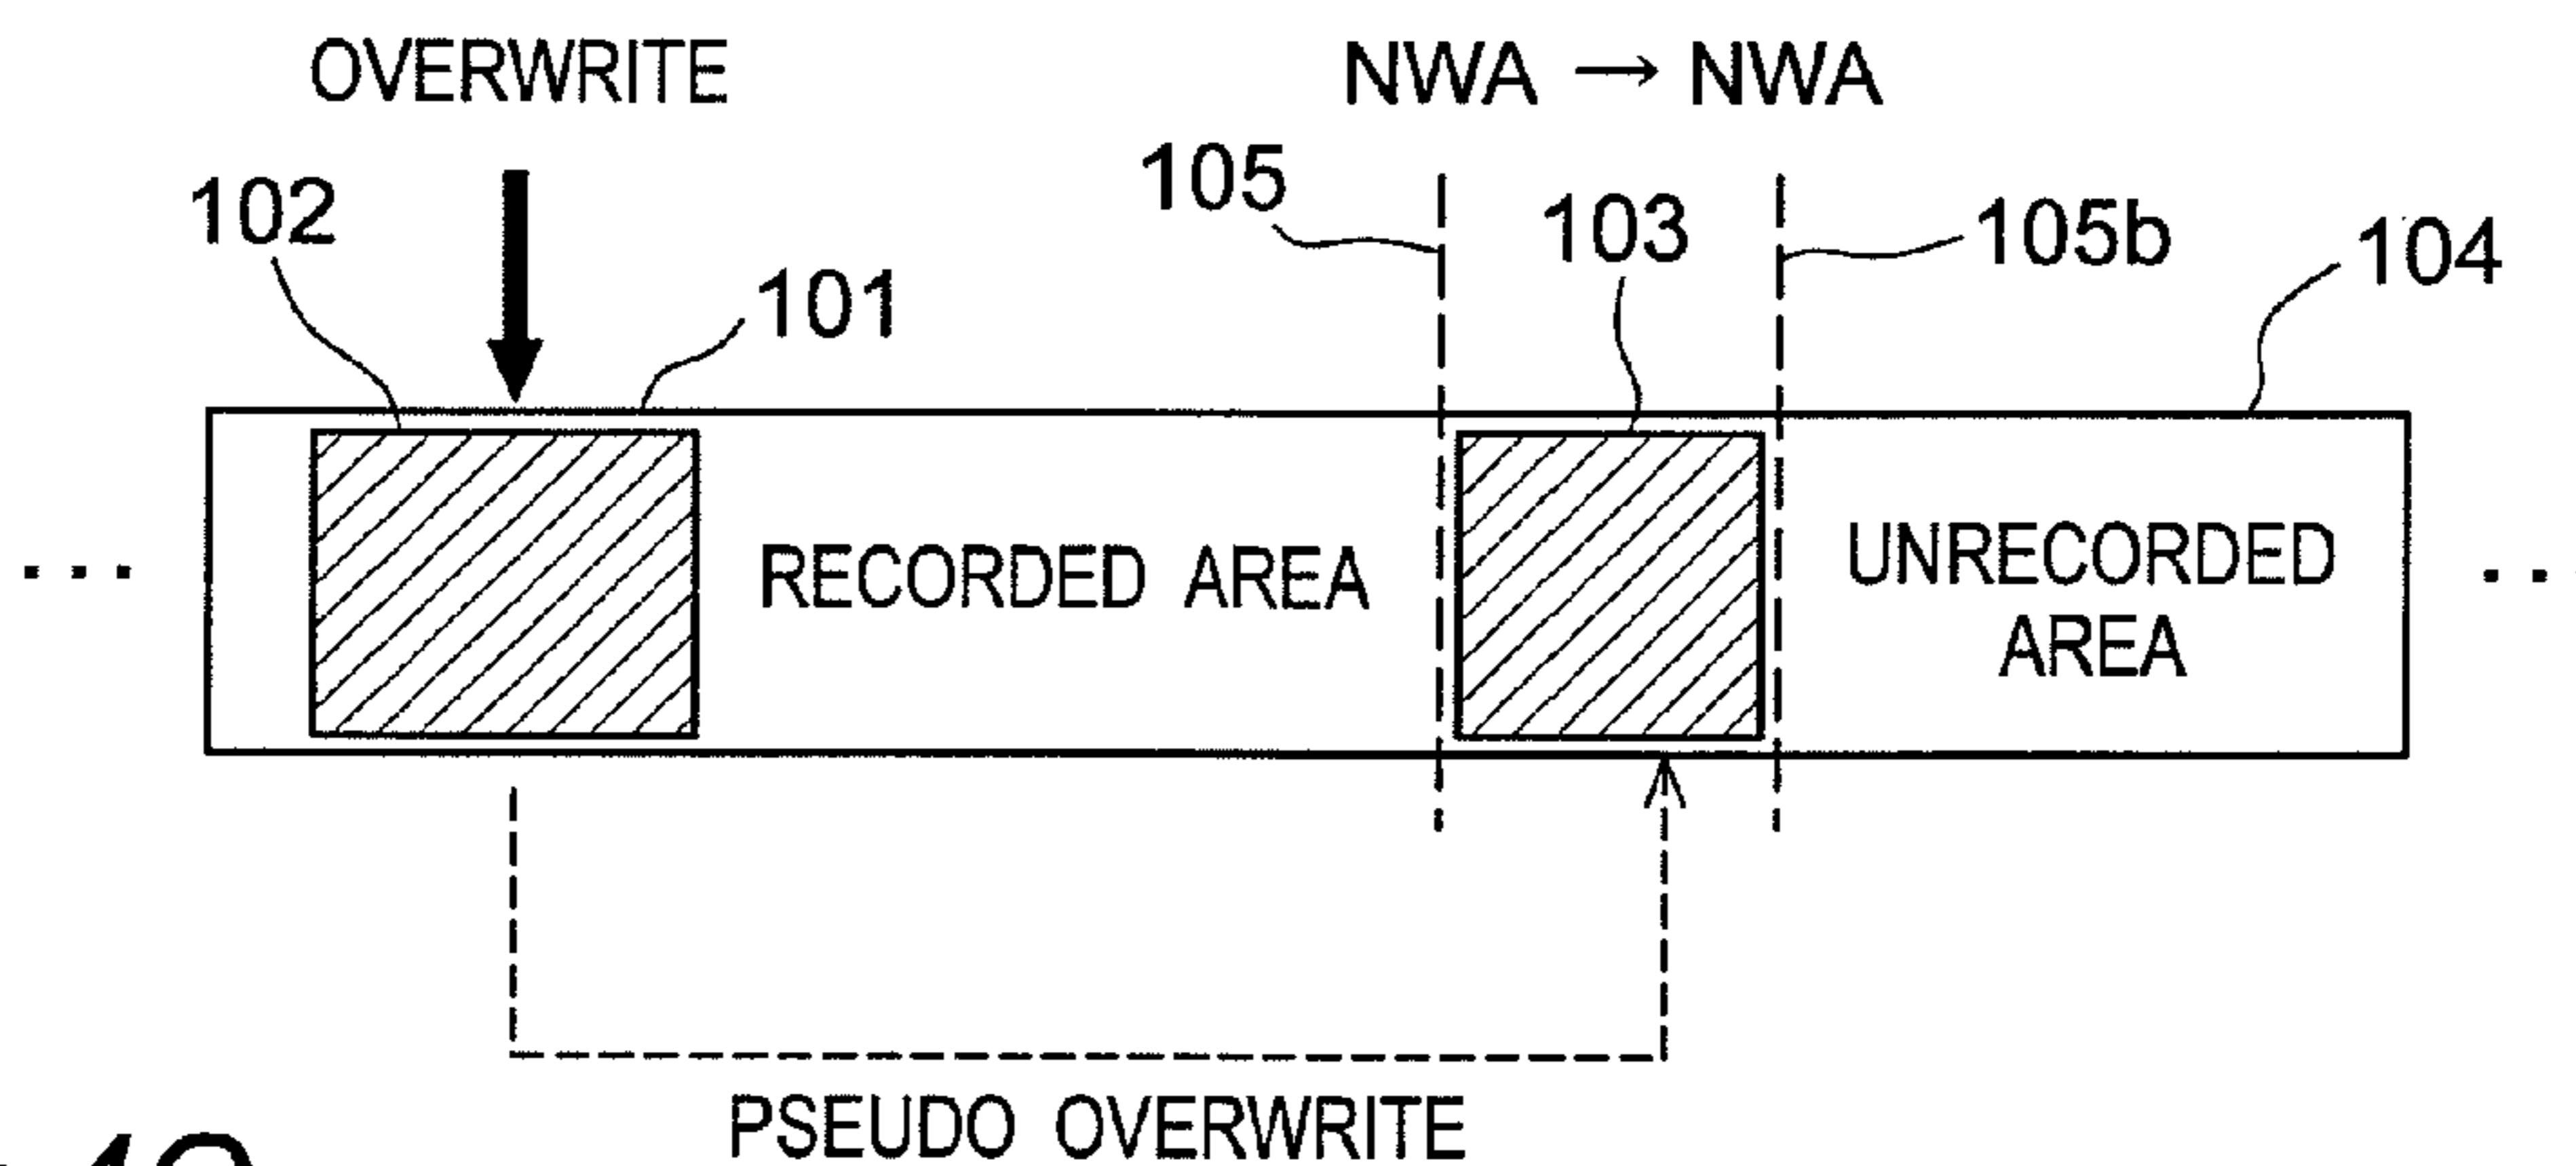 OVERWRITE
NWA → NWA
102
105
103
105b
101
104
...
RECORDED AREA
UNRECORDED
AREA
...
PSEUDO OVERWRITE